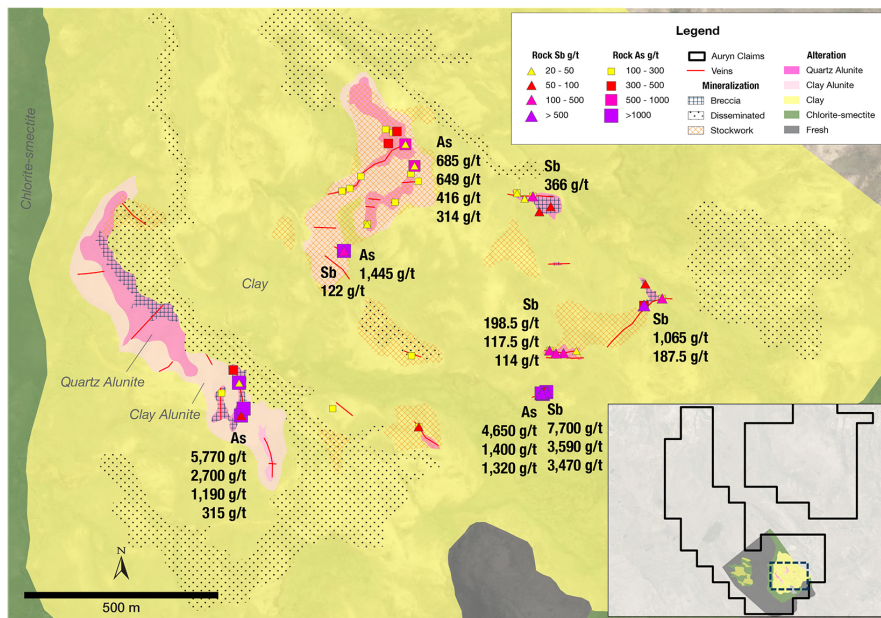 Legend
Rock Sb g/t
20 - 50
50 - 100
100 - 500
> 500
Rock As g/t
100 - 300
300 - 500
500 - 1000
>1000
Auryn Claims
Veins
Mineralization
Breccia
Disseminated
Stockwork
Alteration
Quartz Alunite
Clay Alunite
Clay
Chlorite-smectite
Fresh
Chlorite-smectite
As
685 g/t
649 g/t
416 g/t
314 g/t
Sb
366 g/t
As
1,445 g/t
Sb
122 g/t
Clay
Sb
198.5 g/t
117.5 g/t
114 g/t
Sb
1,065 g/t
187.5 g/t
Quartz Alunite
Clay Alunite
As
5,770 g/t
2,700 g/t
1,190 g/t
315 g/t
As
4,650 g/t
1,400 g/t
1,320 g/t
Sb
7,700 g/t
3,590 g/t
3,470 g/t
N
500 m